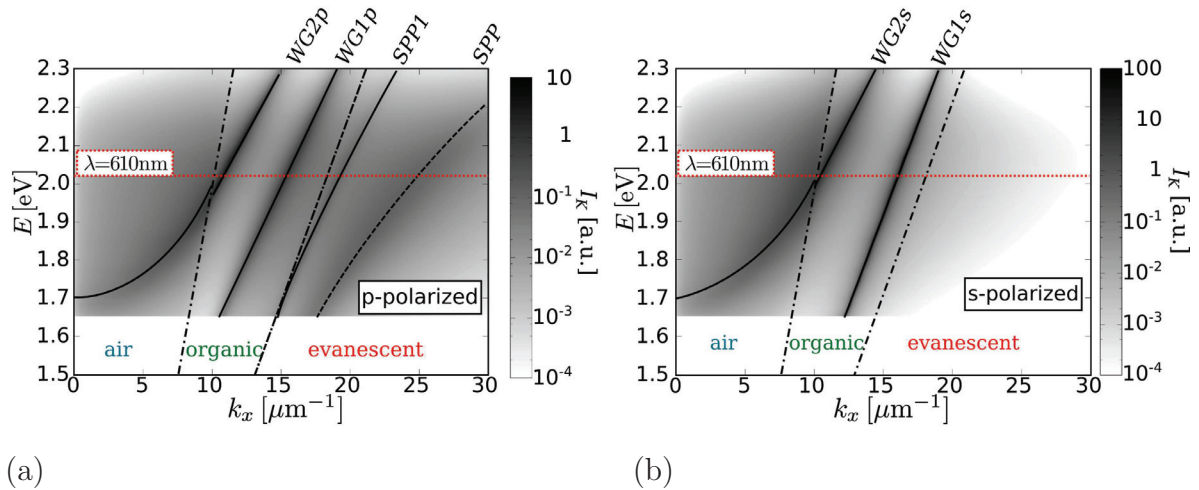 WG2p WG1p SPP1 SPP
2.3
2.2
2.1
2.0
1.9
1.8
1.7
1.6
1.5
E [eV]
λ=610nm
p-polarized
air organic evanescent
0 5 10 15 20 25 30
k_x [μm⁻¹]
10
1
10⁻¹
10⁻²
10⁻³
10⁻⁴
I_K [a.u.]
(a)
WG2s WG1s
2.3
2.2
2.1
2.0
1.9
1.8
1.7
1.6
1.5
E [eV]
λ=610nm
s-polarized
air organic evanescent
0 5 10 15 20 25 30
k_x [μm⁻¹]
100
10
1
10⁻¹
10⁻²
10⁻³
10⁻⁴
I_K [a.u.]
(b)